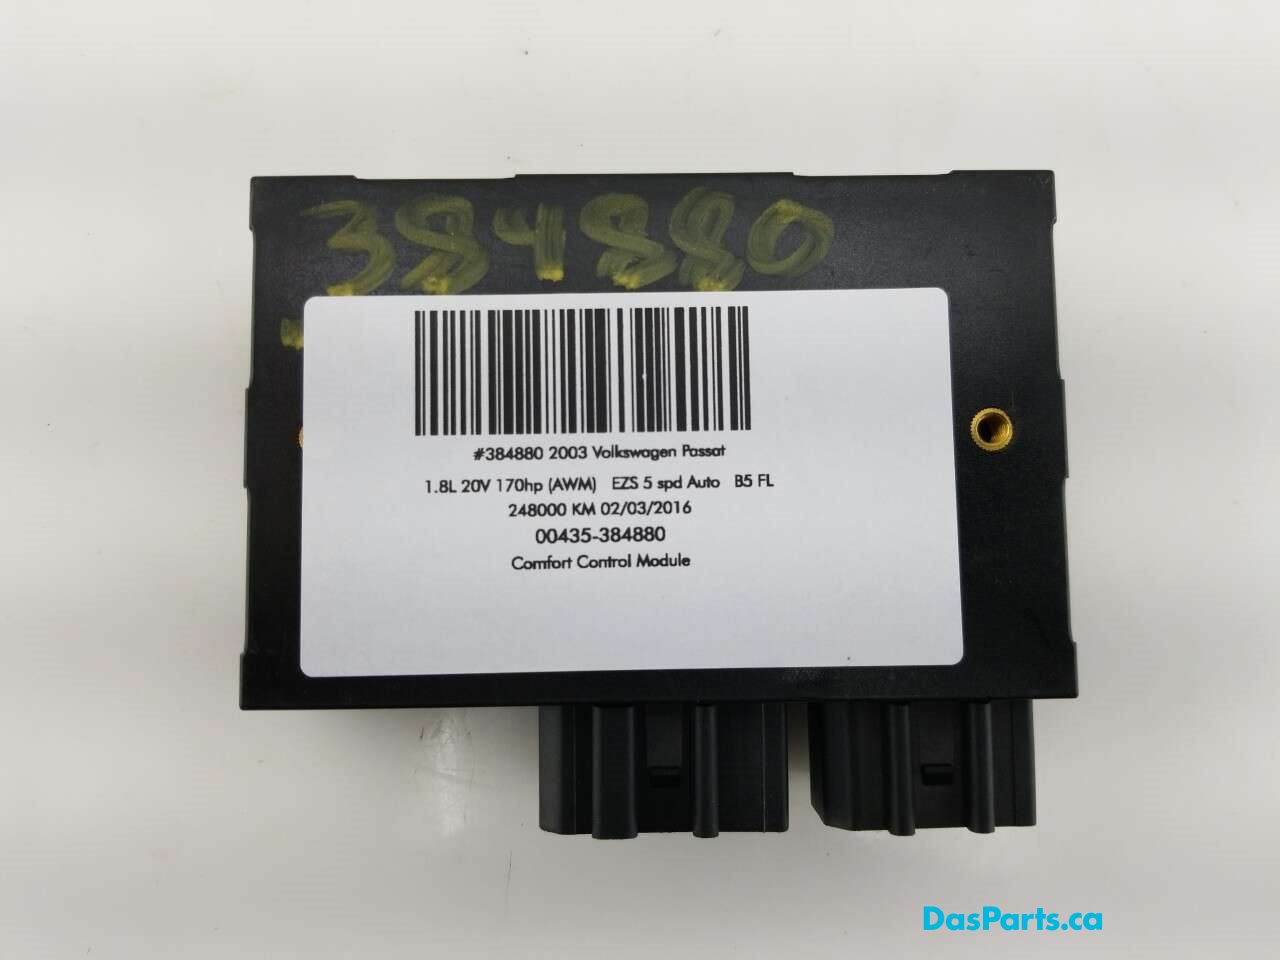 384880
#384880 2003 Volkswagen Passat
1.8L 20V 170hp (AWM) EZS 5 spd Auto B5 FL
248000 KM 02/03/2016
00435-384880
Comfort Control Module
DasParts.ca